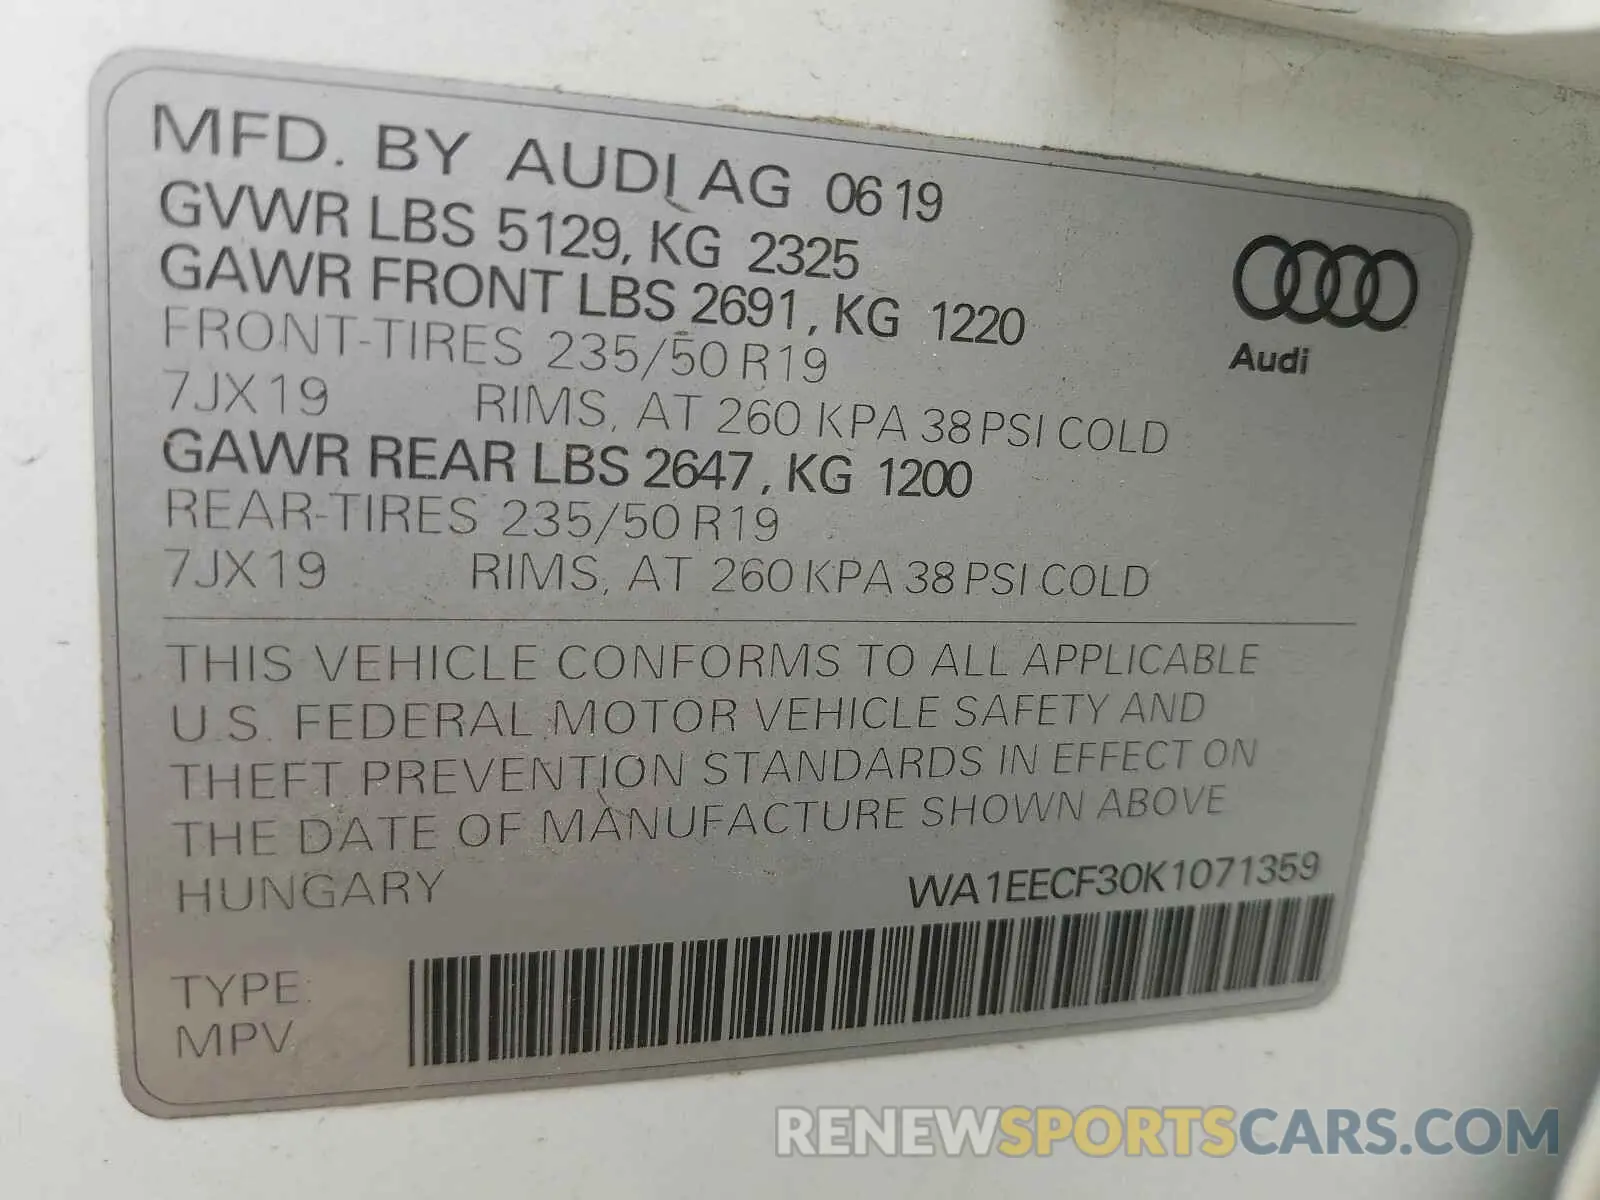 MFD. BY AUDI AG 06 19
GVWR LBS 5129, KG 2325
GAWR FRONT LBS 2691, KG 1220
FRONT-TIRES 235/50 R19
7JX19 RIMS, AT 260 KPA 38 PSI COLD
GAWR REAR LBS 2647, KG 1200
REAR-TIRES 235/50 R19
7JX19 RIMS, AT 260 KPA 38 PSI COLD
Audi
THIS VEHICLE CONFORMS TO ALL APPLICABLE
U.S. FEDERAL MOTOR VEHICLE SAFETY AND
THEFT PREVENTION STANDARDS IN EFFECT ON
THE DATE OF MANUFACTURE SHOWN ABOVE
HUNGARY WA1EECF30K1071359
TYPE:
MPV
RENEWSPORTSCARS.COM